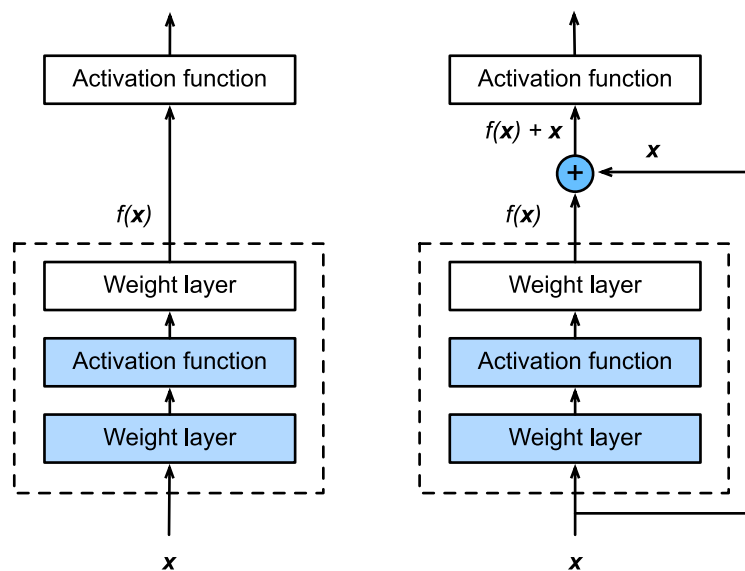 Activation function
f(x)
Weight layer
Activation function
Weight layer
x
Activation function
f(x) + x
x
+
f(x)
Weight layer
Activation function
Weight layer
x